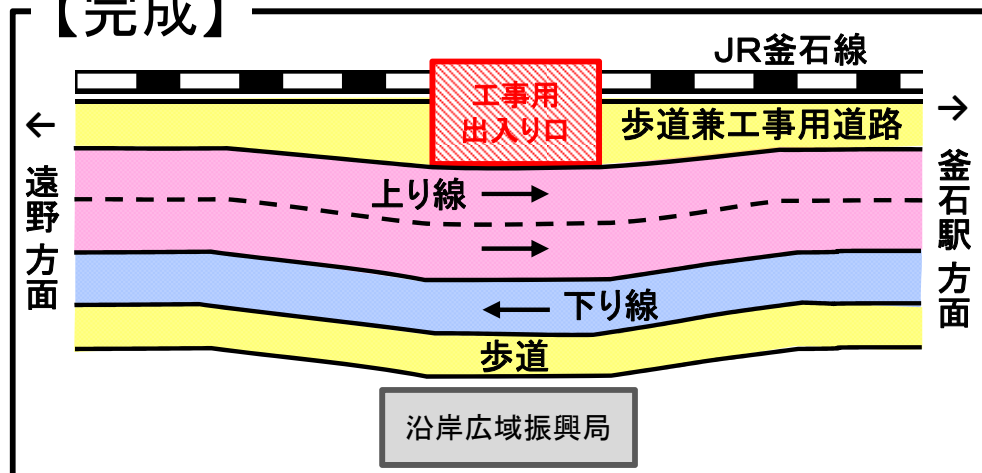 【完成】
JR釜石線
工事用
出入り口
歩道兼工事用道路
←
遠野方面
→
釜石駅方面
上り線 →
→
← 下り線
歩道
沿岸広域振興局